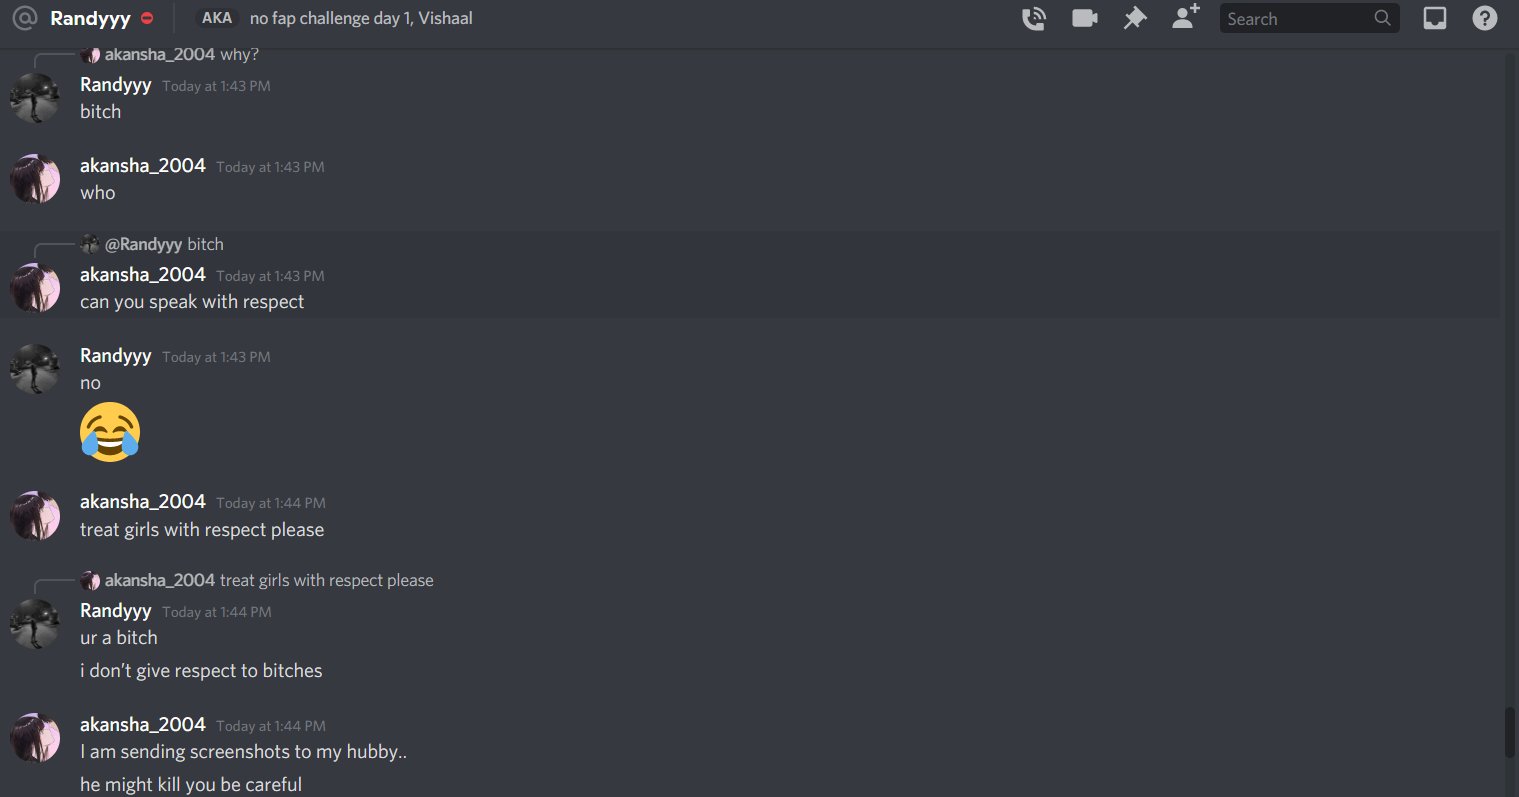 @ Randyyy AKA no fap challenge day 1, Vishaal Search
akansha_2004 why?
Randyyy Today at 1:43 PM
bitch
akansha_2004 Today at 1:43 PM
who
@Randyyy bitch
akansha_2004 Today at 1:43 PM
can you speak with respect
Randyyy Today at 1:43 PM
no
😂
akansha_2004 Today at 1:44 PM
treat girls with respect please
akansha_2004 treat girls with respect please
Randyyy Today at 1:44 PM
ur a bitch
i don’t give respect to bitches
akansha_2004 Today at 1:44 PM
I am sending screenshots to my hubby..
he might kill you be careful